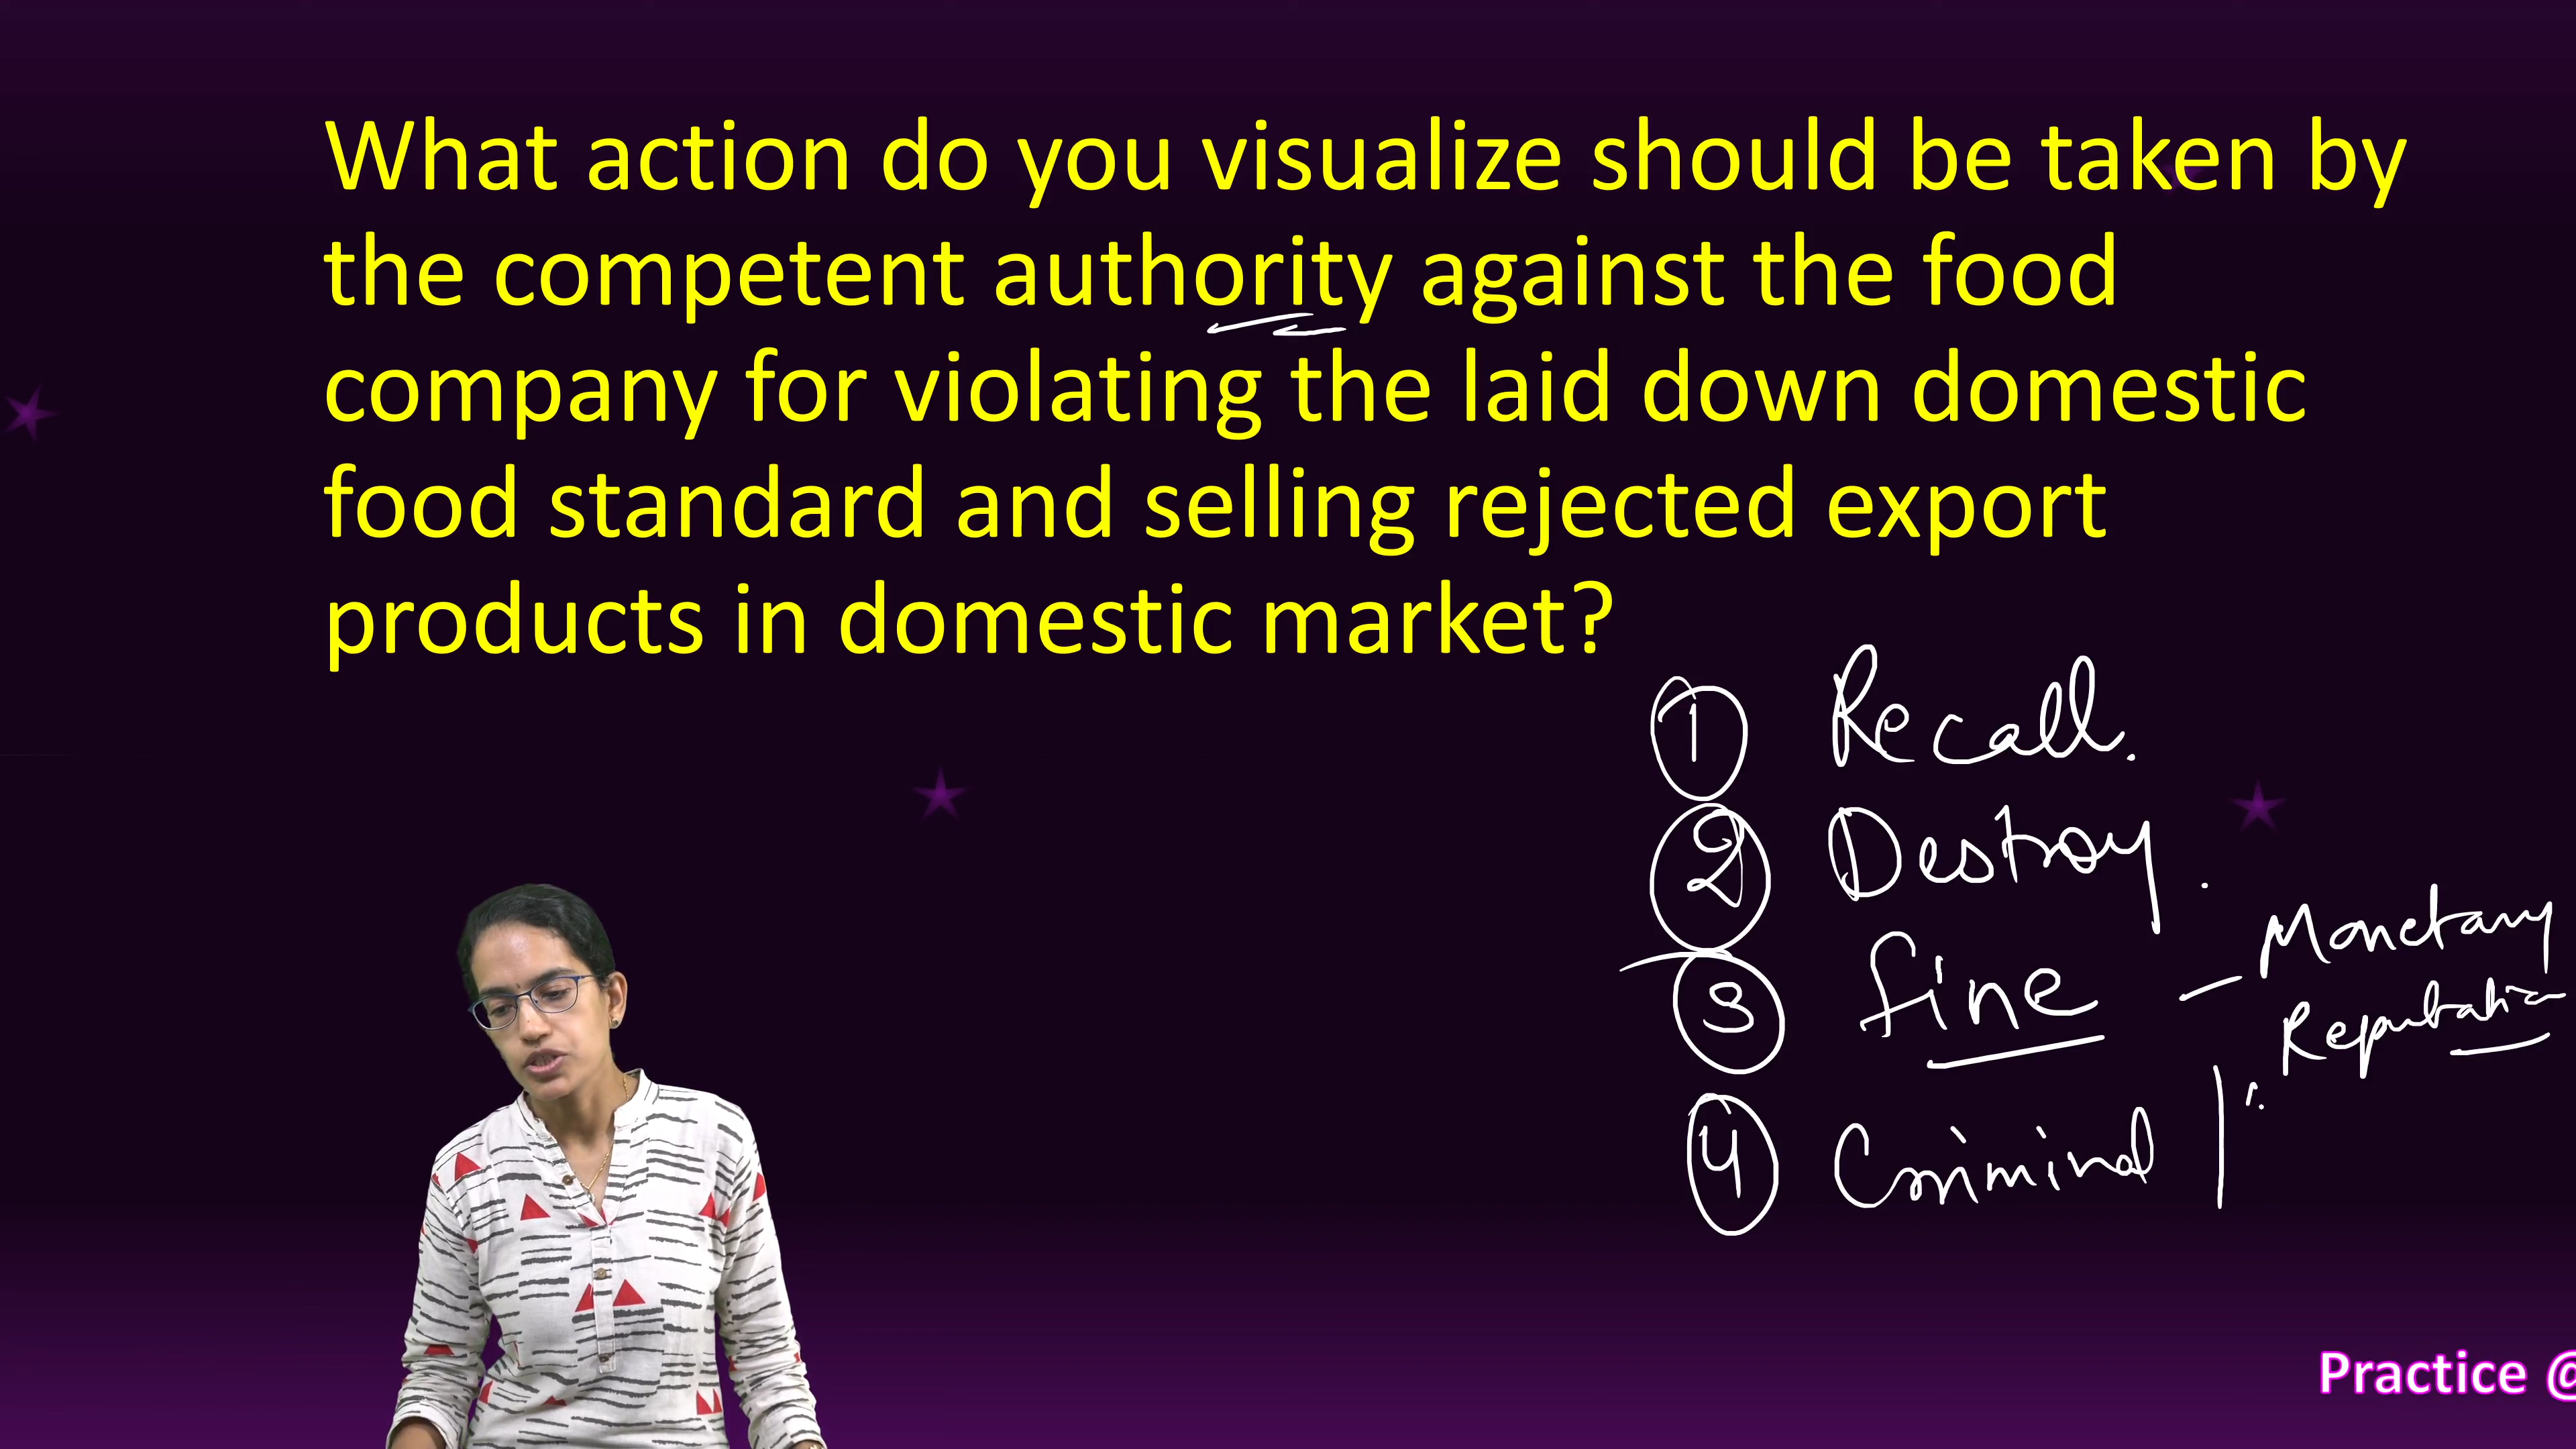 What action do you visualize should be taken by
the competent authority against the food
company for violating the laid down domestic
food standard and selling rejected export
products in domestic market?
1 Recall.
2 Destroy.
3 fine — Monetary
Reputation
4 Criminal
Practice @